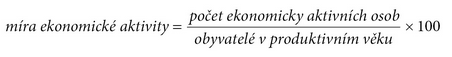 míra ekonomické aktivity = počet ekonomicky aktivních osob / obyvatelé v produktivním věku × 100